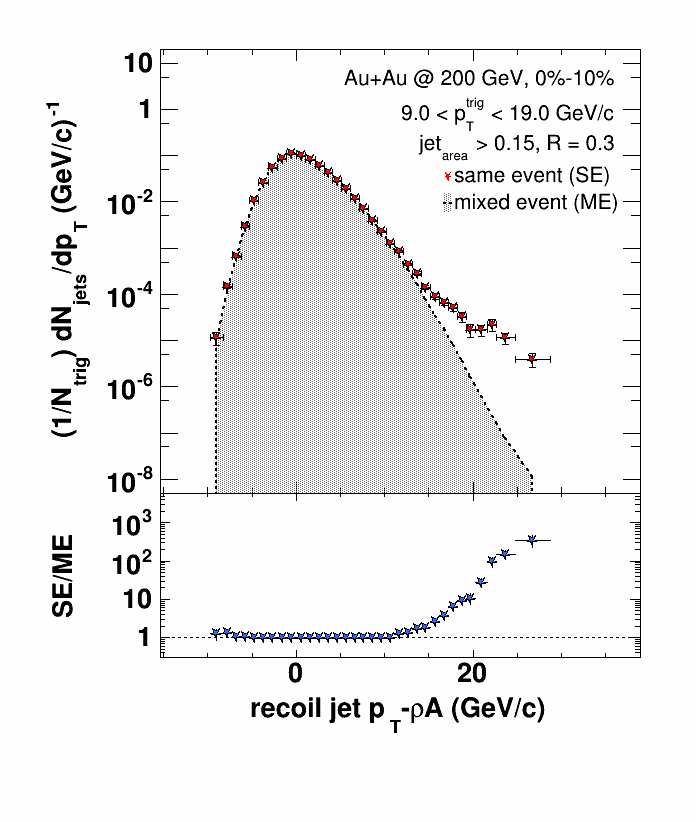 10
1
10^-2
10^-4
10^-6
10^-8
(1/N_trig) dN_jets/dp_T (GeV/c)^-1
Au+Au @ 200 GeV, 0%-10%
9.0 < p_T^trig < 19.0 GeV/c
jet_area > 0.15, R = 0.3
same event (SE)
mixed event (ME)
10^3
10^2
10
1
SE/ME
0 20
recoil jet p_T-ρA (GeV/c)